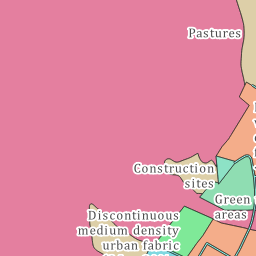 Pastures
Construction
sites
Green
areas
Discontinuous
medium density
urban fabric